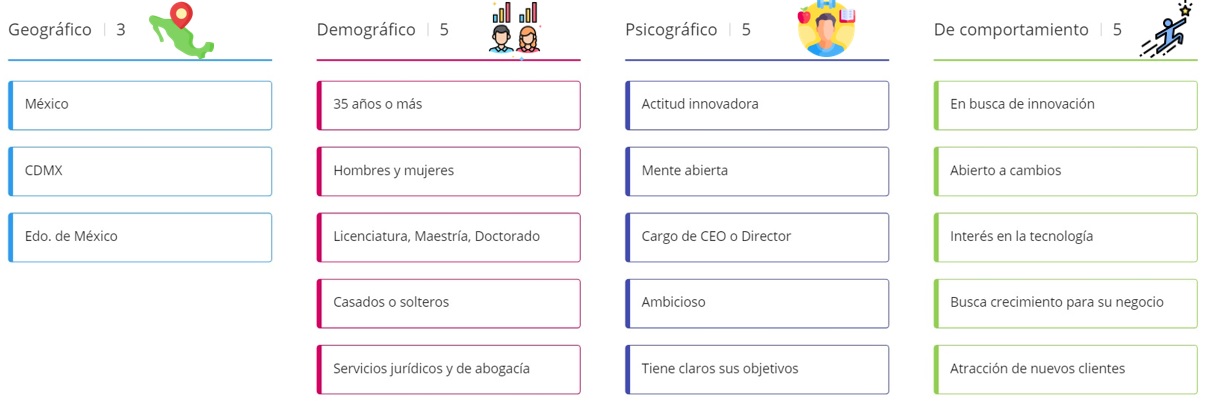 Geográfico | 3
México
CDMX
Edo. de México
Demográfico | 5
35 años o más
Hombres y mujeres
Licenciatura, Maestría, Doctorado
Casados o solteros
Servicios jurídicos y de abogacía
Psicográfico | 5
Actitud innovadora
Mente abierta
Cargo de CEO o Director
Ambicioso
Tiene claros sus objetivos
De comportamiento | 5
En busca de innovación
Abierto a cambios
Interés en la tecnología
Busca crecimiento para su negocio
Atracción de nuevos clientes